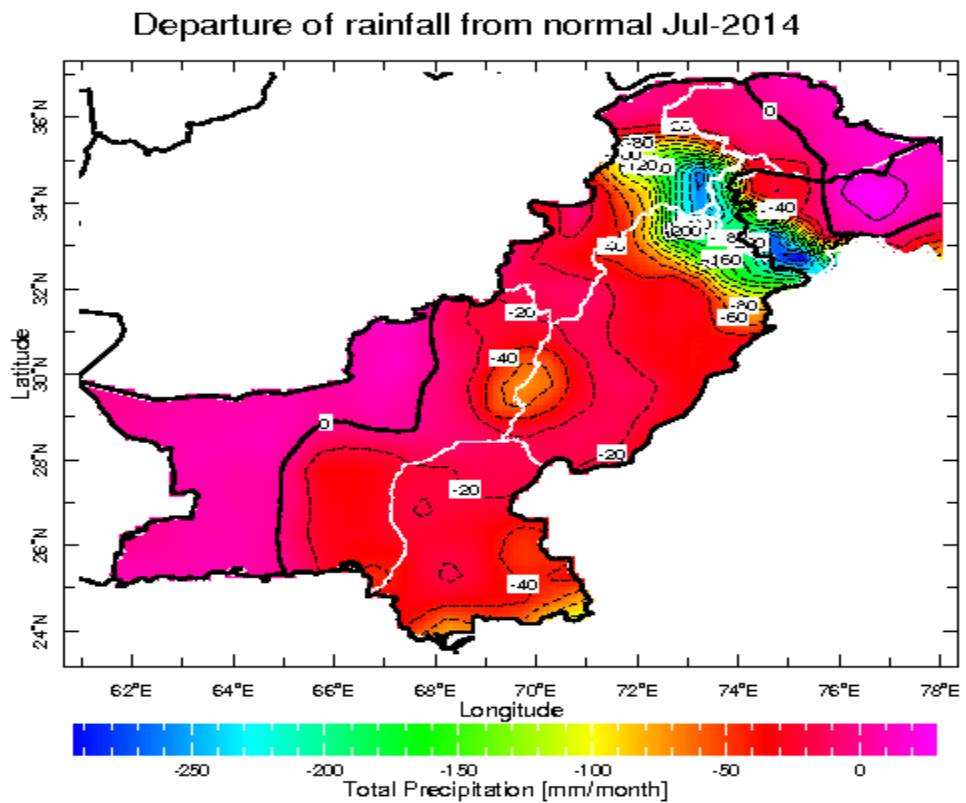 Departure of rainfall from normal Jul-2014
36°N
34°N
32°N
30°N
28°N
26°N
24°N
Latitude
0
-20
-80
-40
-160
-80
-60
-20
-40
0
-20
-20
-40
62°E 64°E 66°E 68°E 70°E 72°E 74°E 76°E 78°E
Longitude
-250 -200 -150 -100 -50 0
Total Precipitation [mm/month]